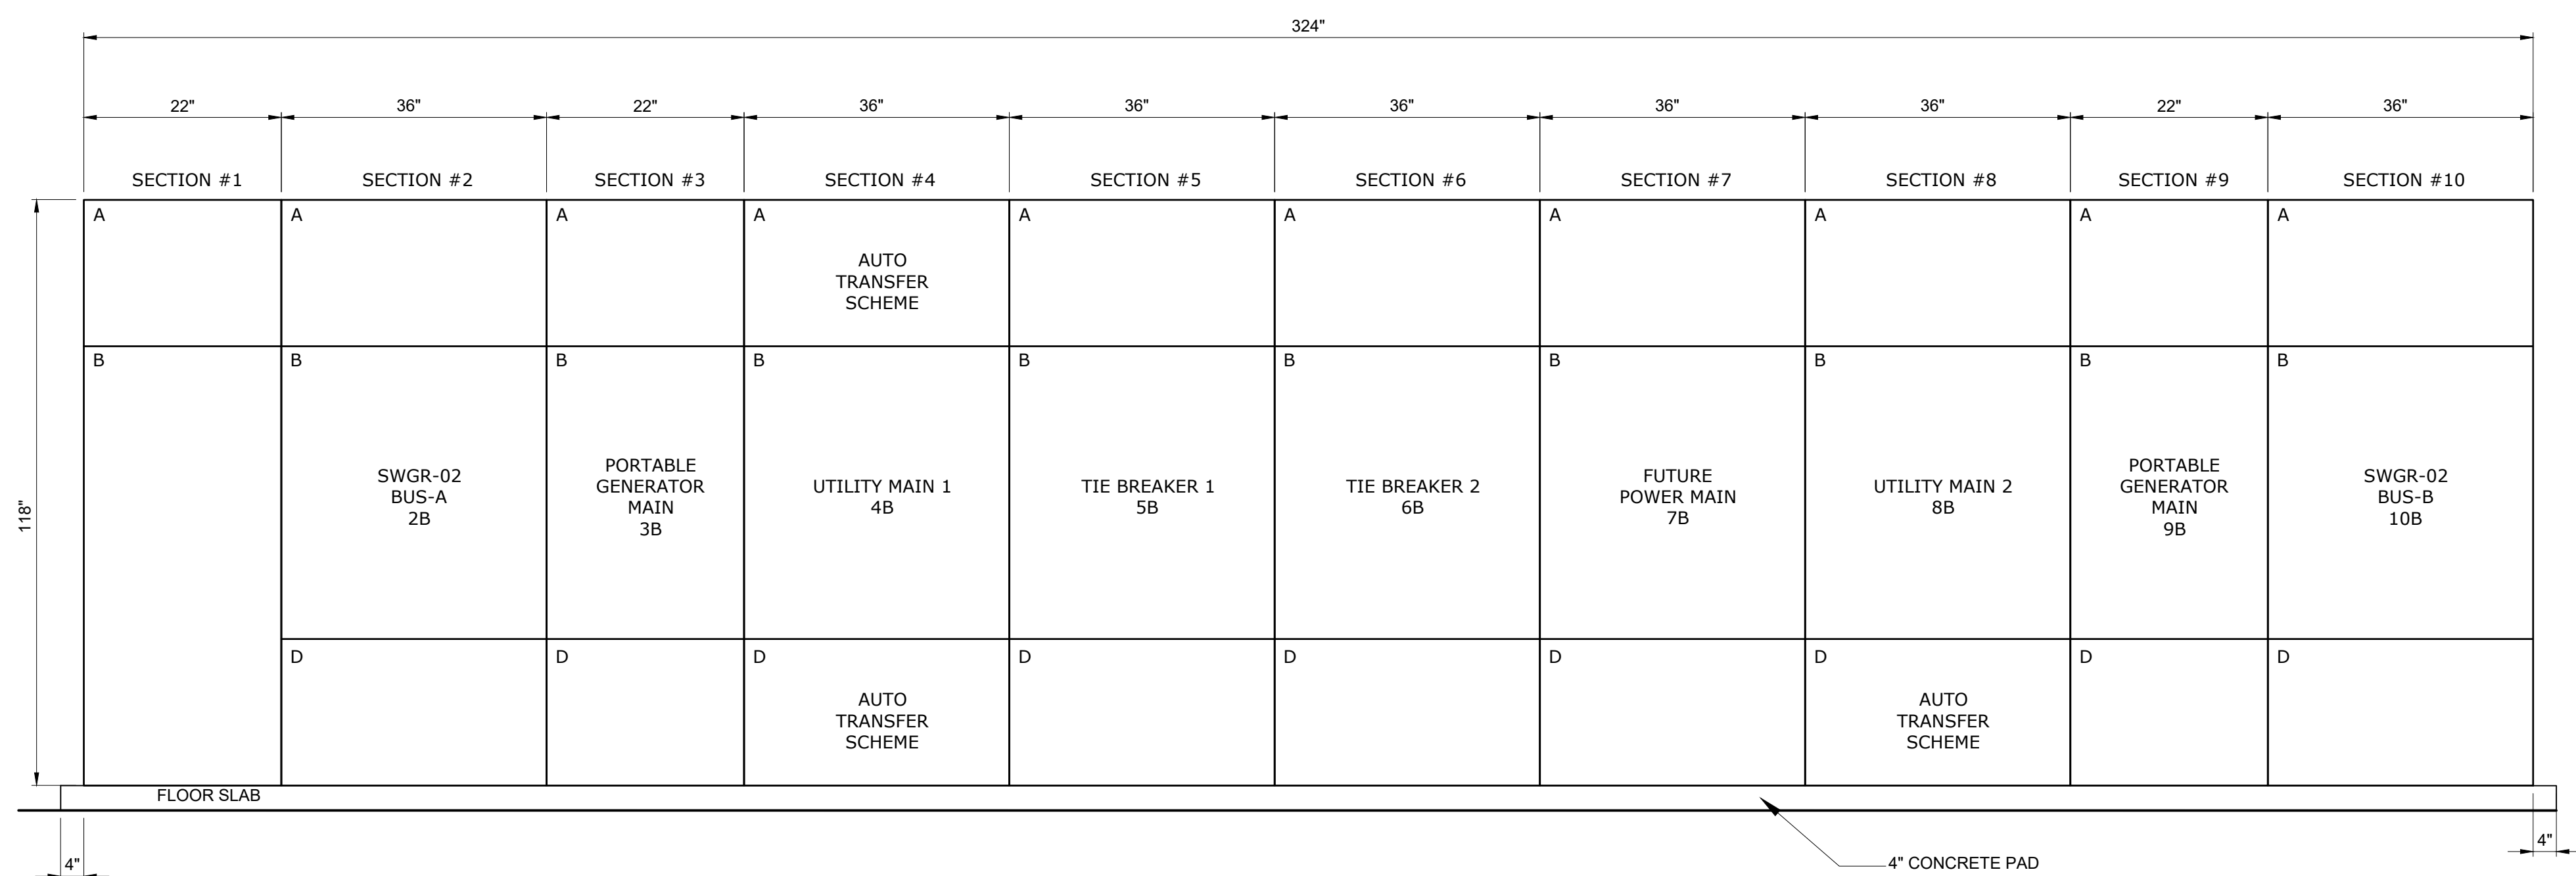 324"
22"
36"
22"
36"
36"
36"
36"
36"
22"
36"
SECTION #1
SECTION #2
SECTION #3
SECTION #4
SECTION #5
SECTION #6
SECTION #7
SECTION #8
SECTION #9
SECTION #10
A
A
A
A
A
A
A
A
A
A
AUTO
TRANSFER
SCHEME
118"
B
B
B
B
B
B
B
B
B
B
SWGR-02
BUS-A
2B
PORTABLE
GENERATOR
MAIN
3B
UTILITY MAIN 1
4B
TIE BREAKER 1
5B
TIE BREAKER 2
6B
FUTURE
POWER MAIN
7B
UTILITY MAIN 2
8B
PORTABLE
GENERATOR
MAIN
9B
SWGR-02
BUS-B
10B
D
D
D
D
D
D
D
D
D
AUTO
TRANSFER
SCHEME
AUTO
TRANSFER
SCHEME
FLOOR SLAB
4"
4" CONCRETE PAD
4"